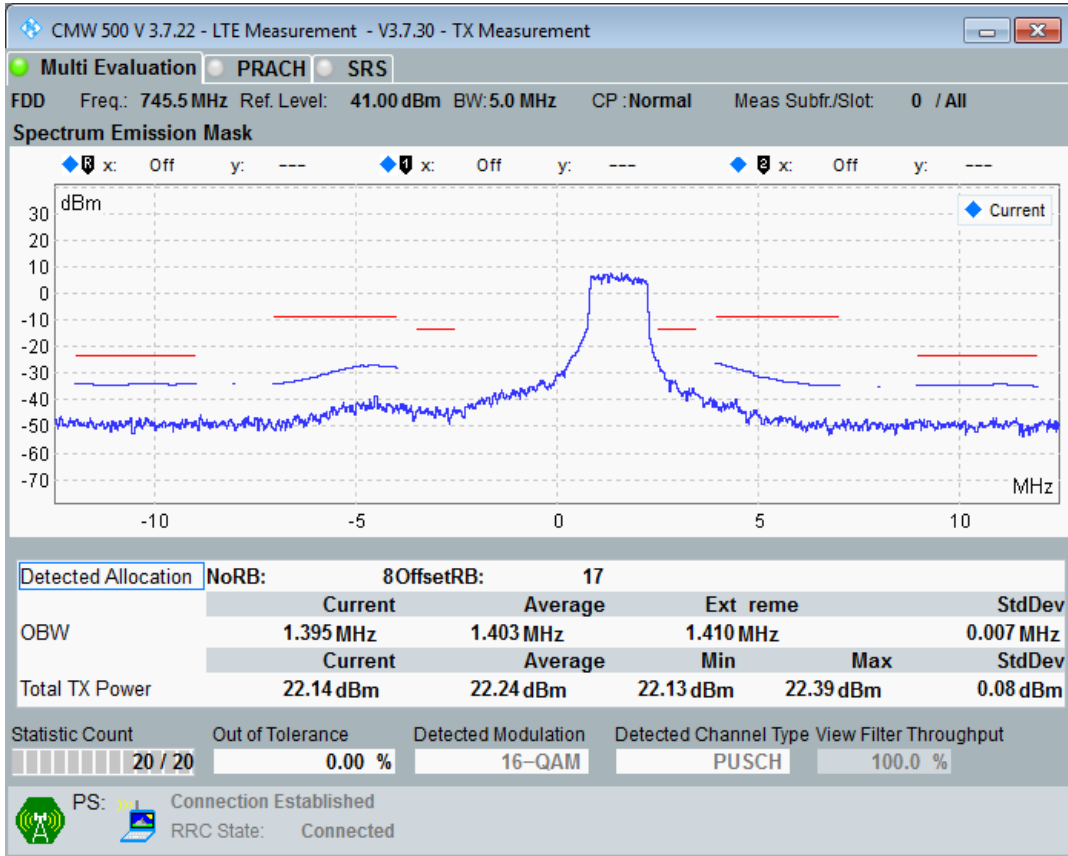 CMW 500 V 3.7.22 - LTE Measurement - V3.7.30 - TX Measurement
Multi Evaluation PRACH SRS
FDD Freq.: 745.5 MHz Ref. Level: 41.00 dBm BW: 5.0 MHz CP : Normal Meas Subfr./Slot: 0 / All
Spectrum Emission Mask
R x: Off y: --- 1 x: Off y: --- 2 x: Off y: ---
dBm
Current
30
20
10
0
-10
-20
-30
-40
-50
-60
-70
MHz
-10 -5 0 5 10
Detected Allocation NoRB: 8 OffsetRB: 17
Current Average Ext reme StdDev
OBW 1.395 MHz 1.403 MHz 1.410 MHz 0.007 MHz
Current Average Min Max StdDev
Total TX Power 22.14 dBm 22.24 dBm 22.13 dBm 22.39 dBm 0.08 dBm
Statistic Count Out of Tolerance Detected Modulation Detected Channel Type View Filter Throughput
20 / 20 0.00 % 16-QAM PUSCH 100.0 %
PS: Connection Established
RRC State: Connected